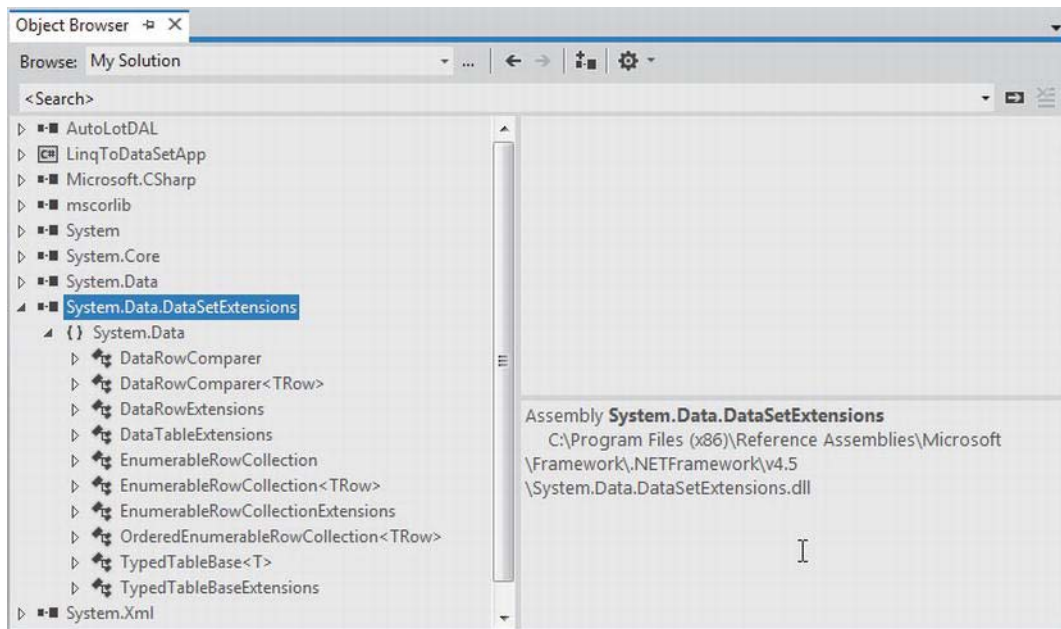 Object Browser
Browse: My Solution
...
<Search>
AutoLotDAL
C# LinqToDataSetApp
Microsoft.CSharp
mscorlib
System
System.Core
System.Data
System.Data.DataSetExtensions
{} System.Data
DataRowComparer
DataRowComparer<TRow>
DataRowExtensions
DataTableExtensions
EnumerableRowCollection
EnumerableRowCollection<TRow>
EnumerableRowCollectionExtensions
OrderedEnumerableRowCollection<TRow>
TypedTableBase<T>
TypedTableBaseExtensions
System.Xml
Assembly System.Data.DataSetExtensions
C:\Program Files (x86)\Reference Assemblies\Microsoft
\Framework\.NETFramework\v4.5
\System.Data.DataSetExtensions.dll